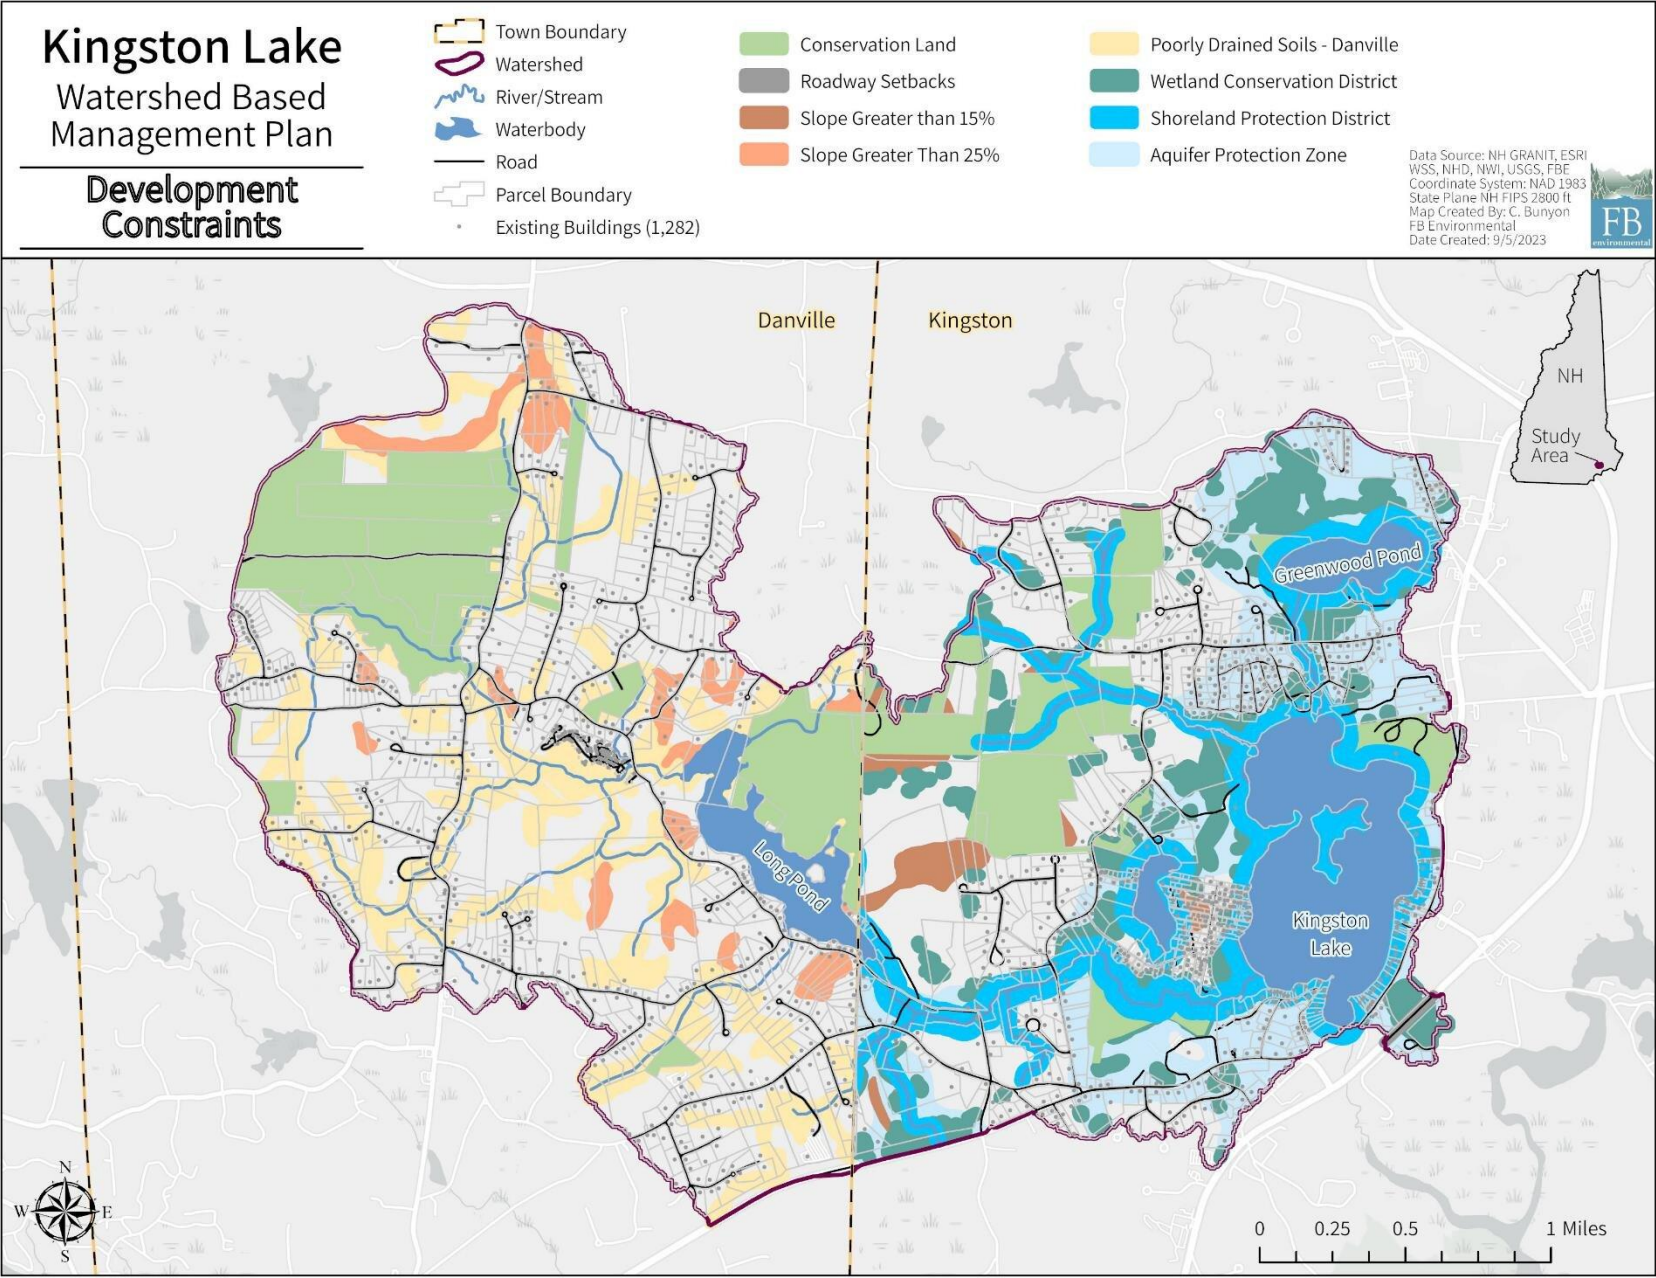 Kingston Lake
Watershed Based
Management Plan
Development
Constraints
Town Boundary
Watershed
River/Stream
Waterbody
Road
Parcel Boundary
Existing Buildings (1,282)
Conservation Land
Roadway Setbacks
Slope Greater than 15%
Slope Greater Than 25%
Poorly Drained Soils - Danville
Wetland Conservation District
Shoreland Protection District
Aquifer Protection Zone
Data Source: NH GRANIT, ESRI
WSS, NHD, NWI, USGS, FBE
Coordinate System: NAD 1983
State Plane NH FIPS 2800 ft
Map Created By: C. Bunyon
FB Environmental
Date Created: 9/5/2023
FB
environmental
Danville
Kingston
NH
Study
Area
Greenwood Pond
Long Pond
Kingston
Lake
N
W E
S
0 0.25 0.5 1 Miles